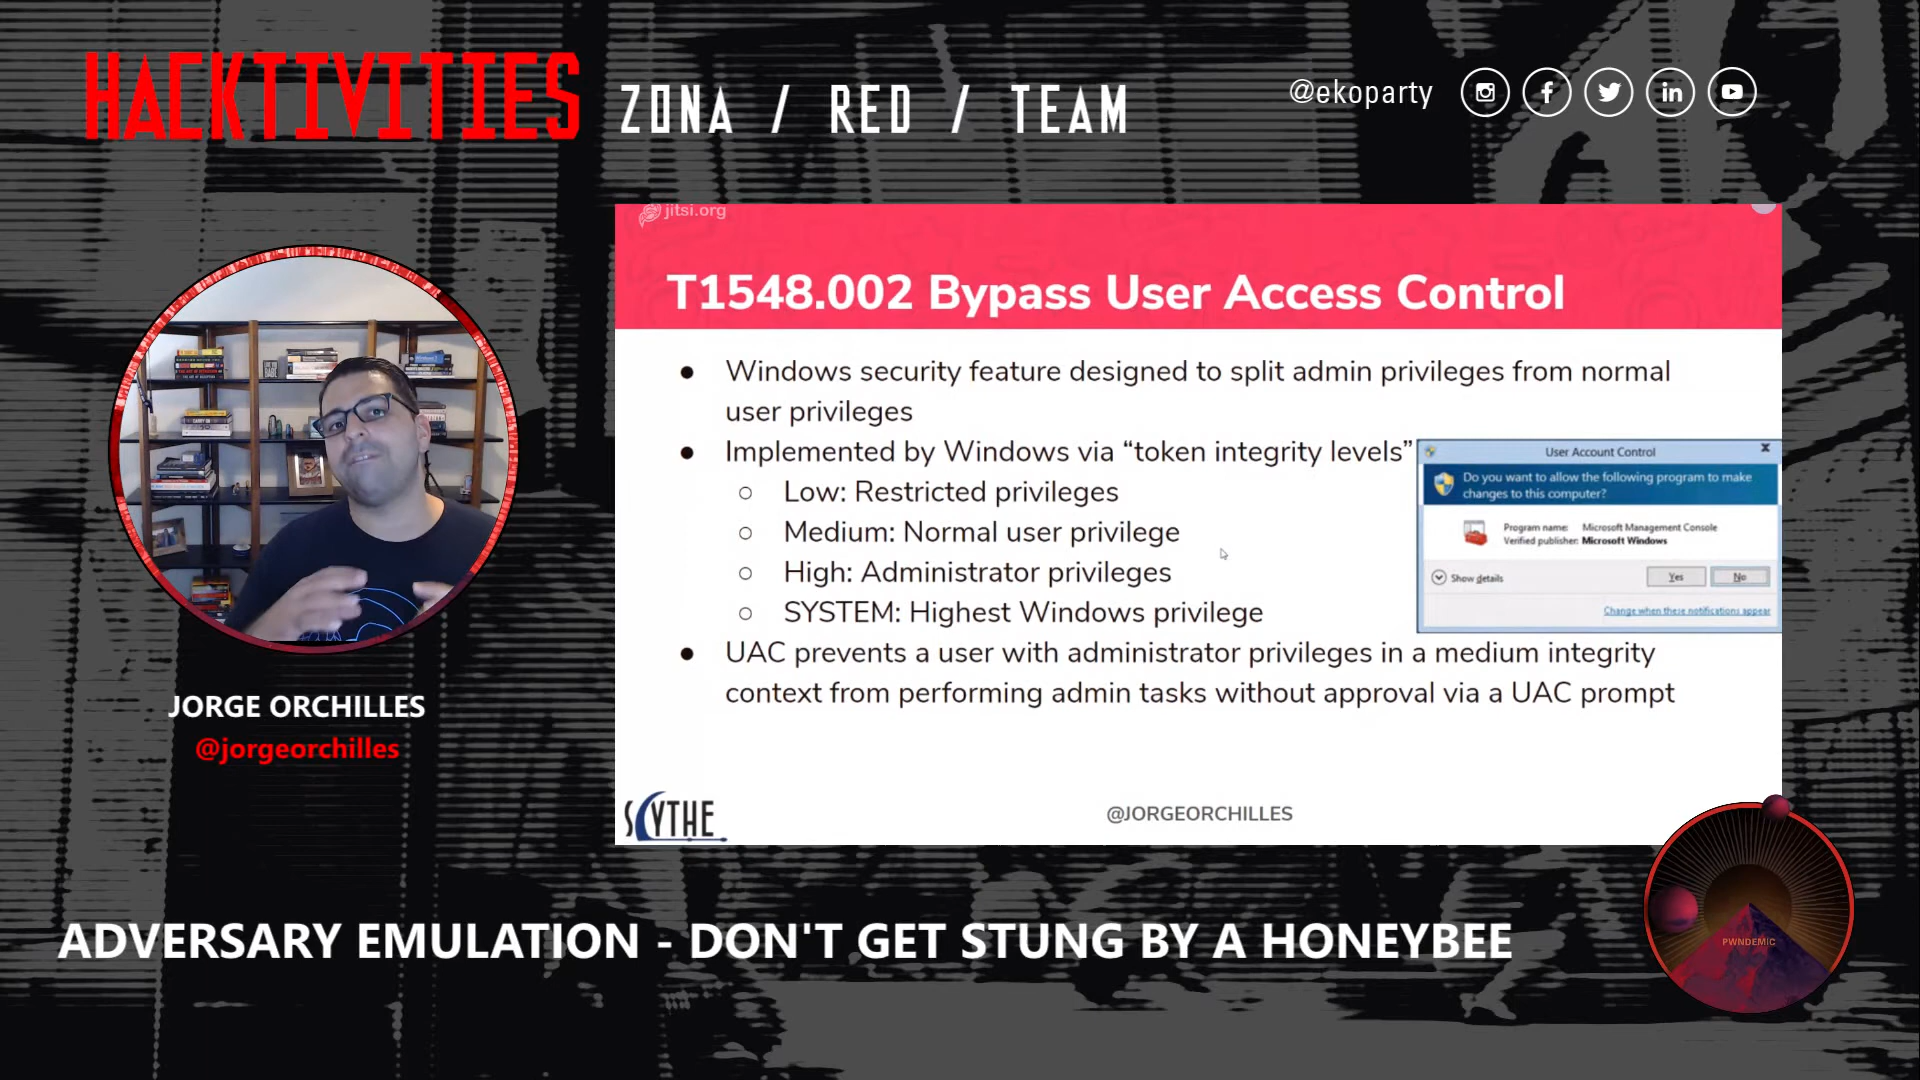 HACKTIVITIES
ZONA / RED / TEAM
@ekoparty
jitsi.org
T1548.002 Bypass User Access Control
● Windows security feature designed to split admin privileges from normal
user privileges
● Implemented by Windows via “token integrity levels”
○ Low: Restricted privileges
○ Medium: Normal user privilege
○ High: Administrator privileges
○ SYSTEM: Highest Windows privilege
● UAC prevents a user with administrator privileges in a medium integrity
context from performing admin tasks without approval via a UAC prompt
User Account Control
Do you want to allow the following program to make
changes to this computer?
Program name: Microsoft Management Console
Verified publisher: Microsoft Windows
Show details
Yes
No
Change when these notifications appear
SCYTHE
@JORGEORCHILLES
JORGE ORCHILLES
@jorgeorchilles
ADVERSARY EMULATION - DON'T GET STUNG BY A HONEYBEE
PWNDEMIC